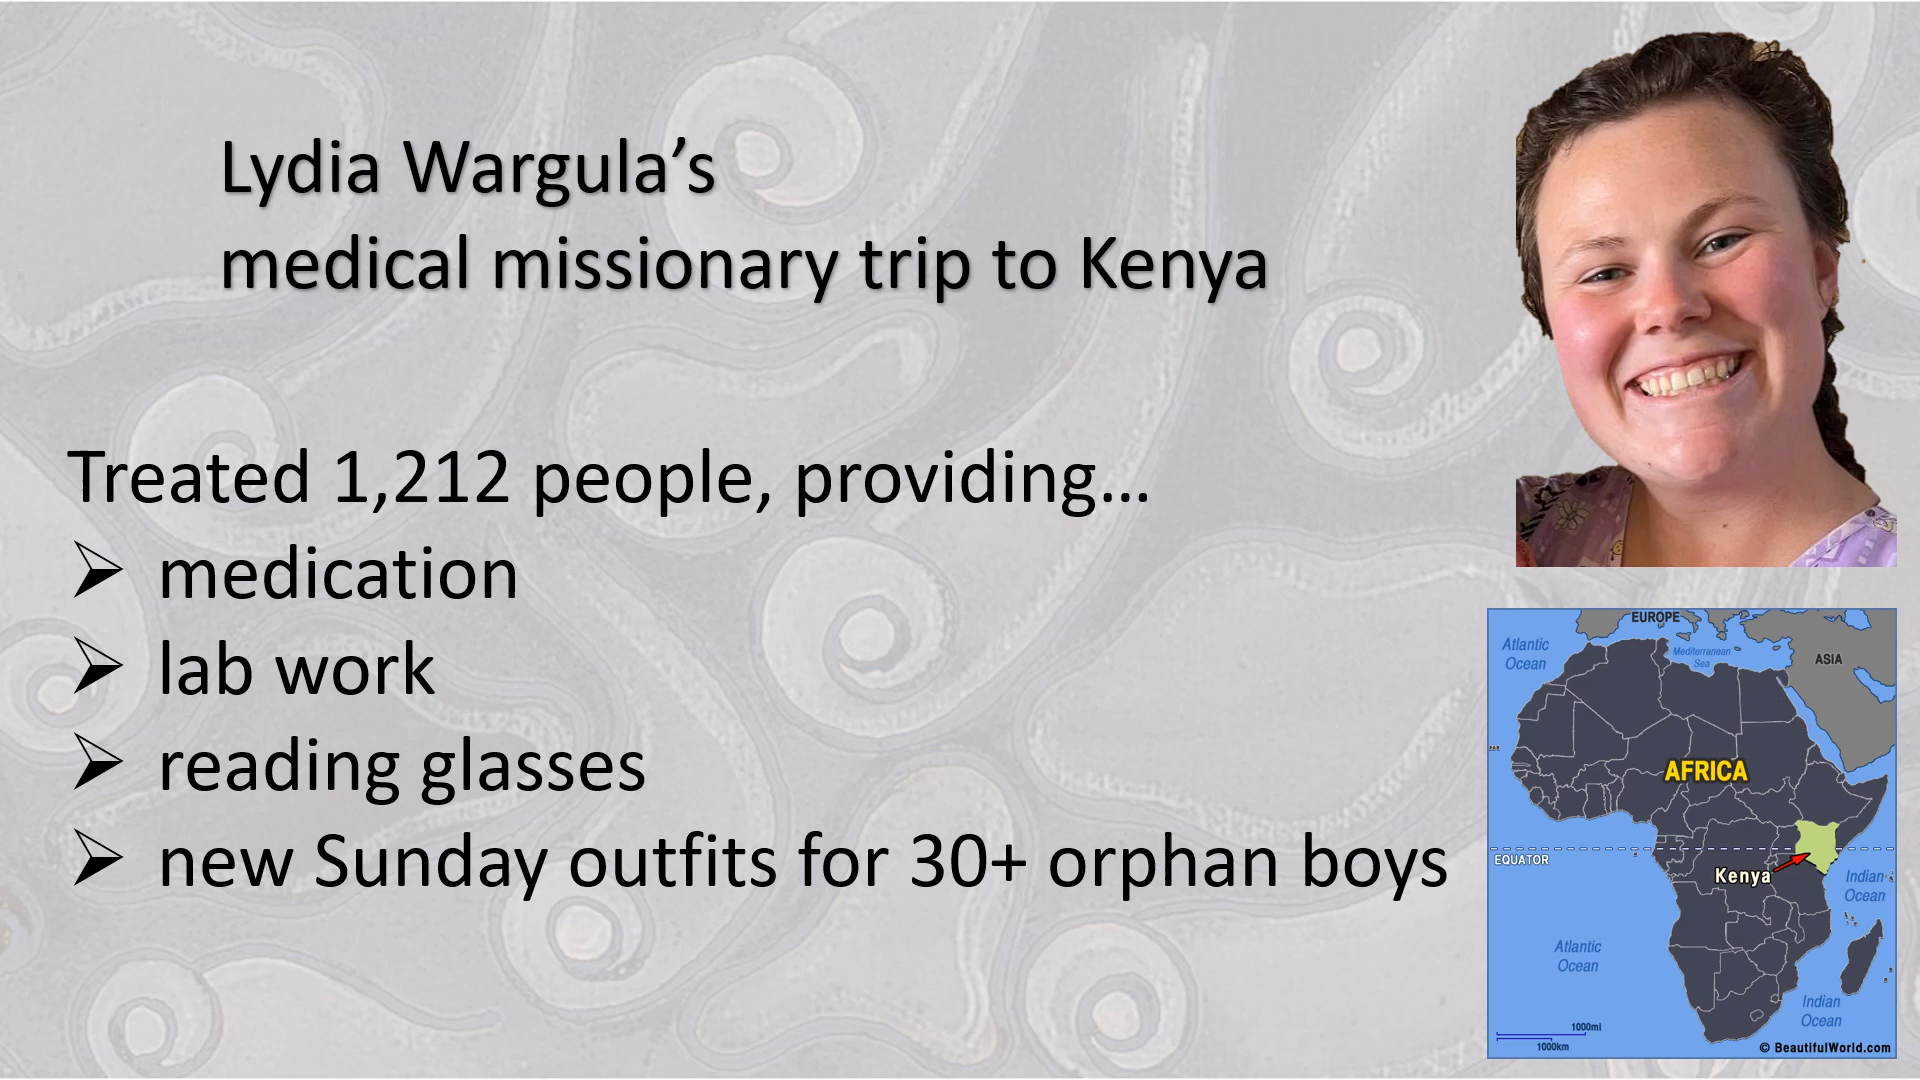 Lydia Wargula’s
medical missionary trip to Kenya
Treated 1,212 people, providing…
➢ medication
➢ lab work
➢ reading glasses
➢ new Sunday outfits for 30+ orphan boys
EUROPE
Atlantic
Ocean
Mediterranean
Sea
ASIA
AFRICA
EQUATOR
Kenya
Indian
Ocean
Atlantic
Ocean
Indian
Ocean
1000mi
1000km
© BeautifulWorld.com